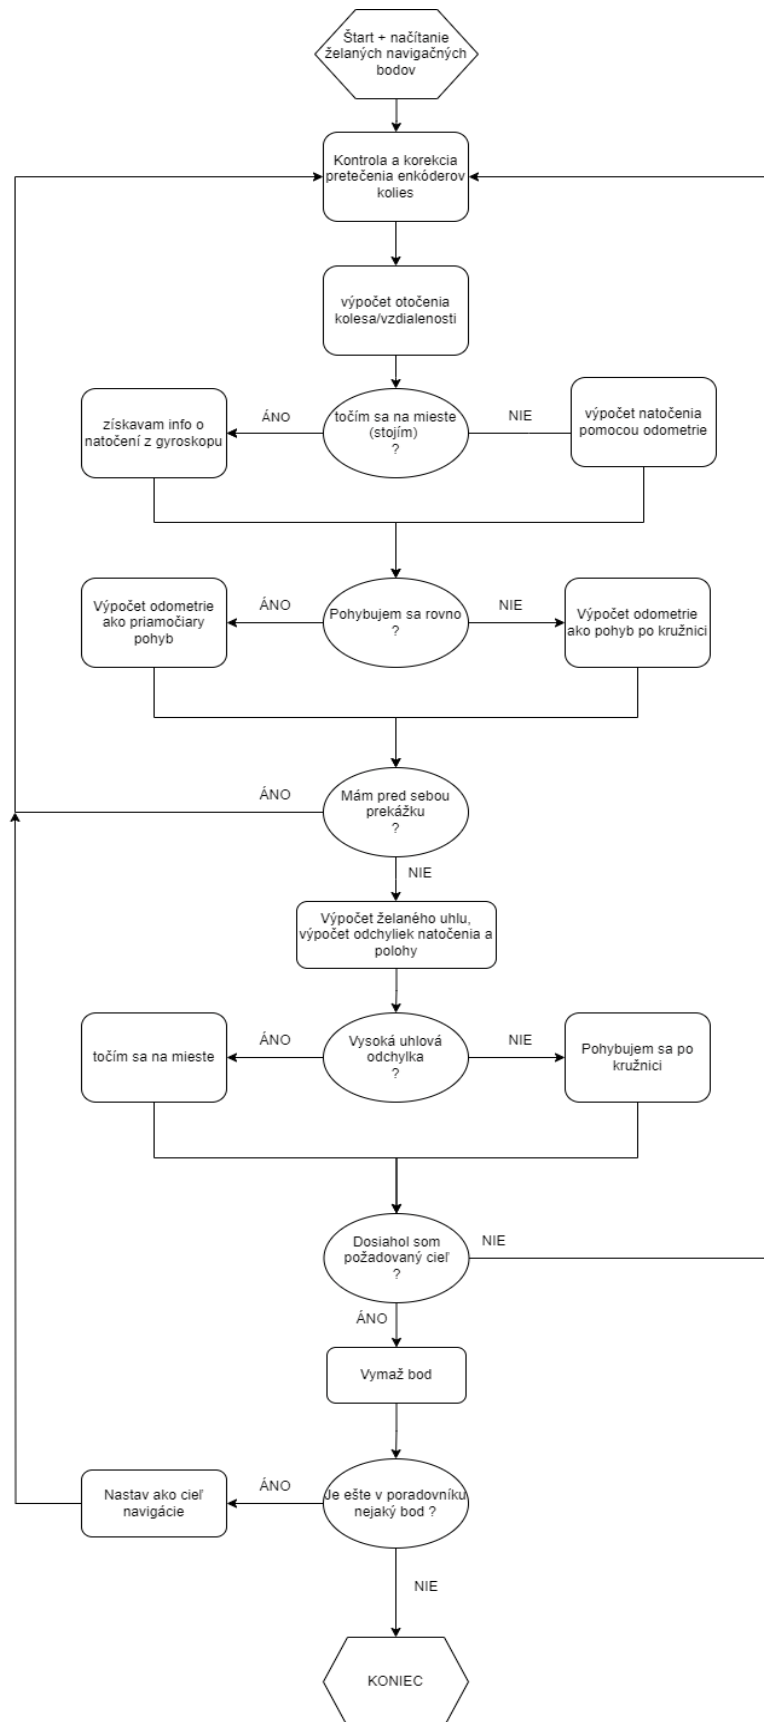 Štart + načítanie
želaných navigačných
bodov
Kontrola a korekcia
pretečenia enkóderov
kolies
výpočet otočenia
kolesa/vzdialenosti
získavam info o
natočení z gyroskopu
ÁNO
točím sa na mieste
(stojím)
?
NIE
výpočet natočenia
pomocou odometrie
Výpočet odometrie
ako priamočiary
pohyb
ÁNO
Pohybujem sa rovno
?
NIE
Výpočet odometrie
ako pohyb po kružnici
ÁNO
Mám pred sebou
prekážku
?
NIE
Výpočet želaného uhlu,
výpočet odchyliek natočenia a
polohy
točím sa na mieste
ÁNO
Vysoká uhlová
odchylka
?
NIE
Pohybujem sa po
kružnici
Dosiahol som
požadovaný cieľ
?
NIE
ÁNO
Vymaž bod
Nastav ako cieľ
navigácie
ÁNO
Je ešte v poradovníku
nejaký bod ?
NIE
KONIEC